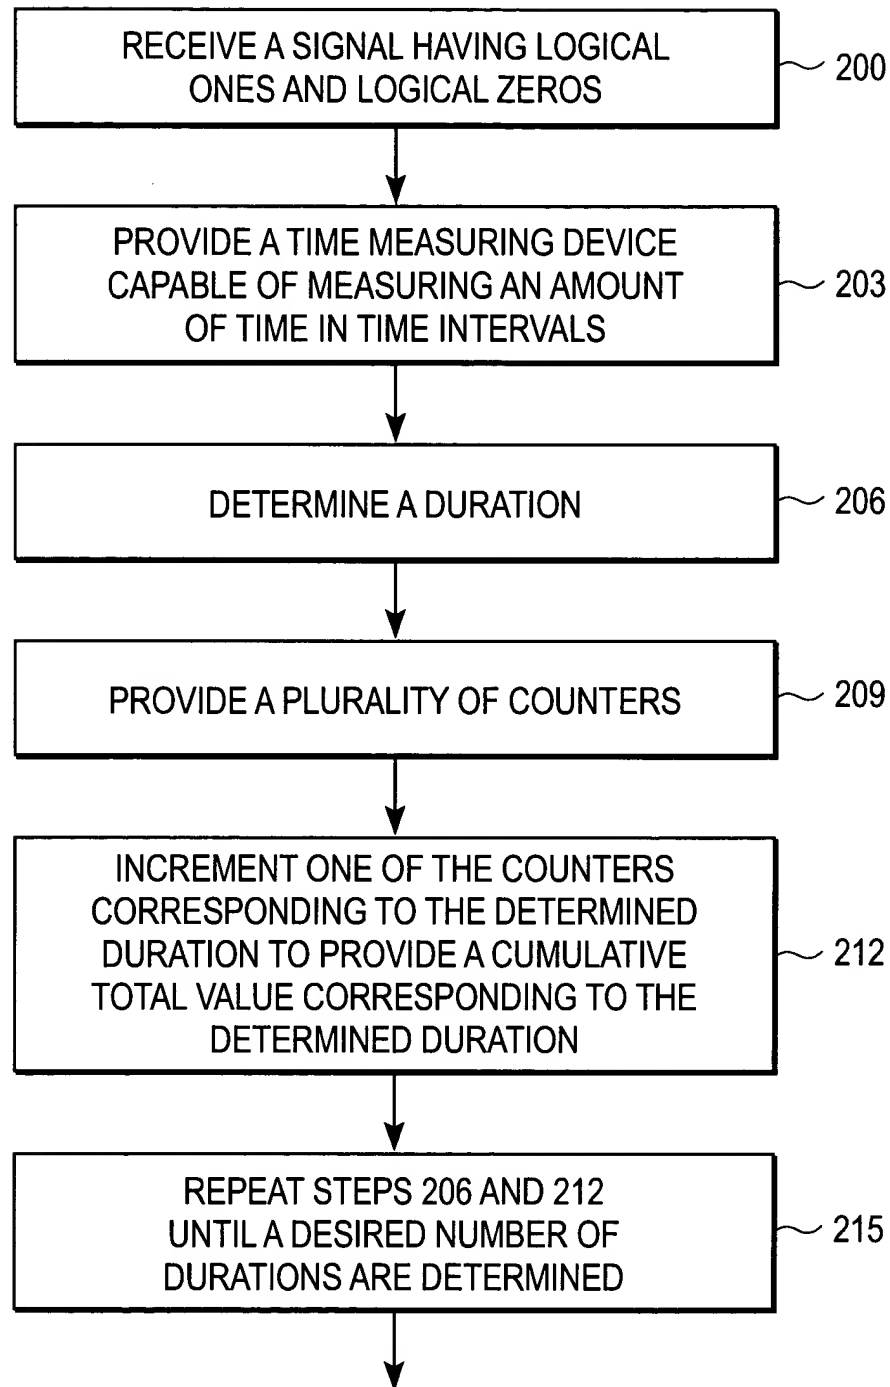 RECEIVE A SIGNAL HAVING LOGICAL
ONES AND LOGICAL ZEROS
200
PROVIDE A TIME MEASURING DEVICE
CAPABLE OF MEASURING AN AMOUNT
OF TIME IN TIME INTERVALS
203
DETERMINE A DURATION
206
PROVIDE A PLURALITY OF COUNTERS
209
INCREMENT ONE OF THE COUNTERS
CORRESPONDING TO THE DETERMINED
DURATION TO PROVIDE A CUMULATIVE
TOTAL VALUE CORRESPONDING TO THE
DETERMINED DURATION
212
REPEAT STEPS 206 AND 212
UNTIL A DESIRED NUMBER OF
DURATIONS ARE DETERMINED
215